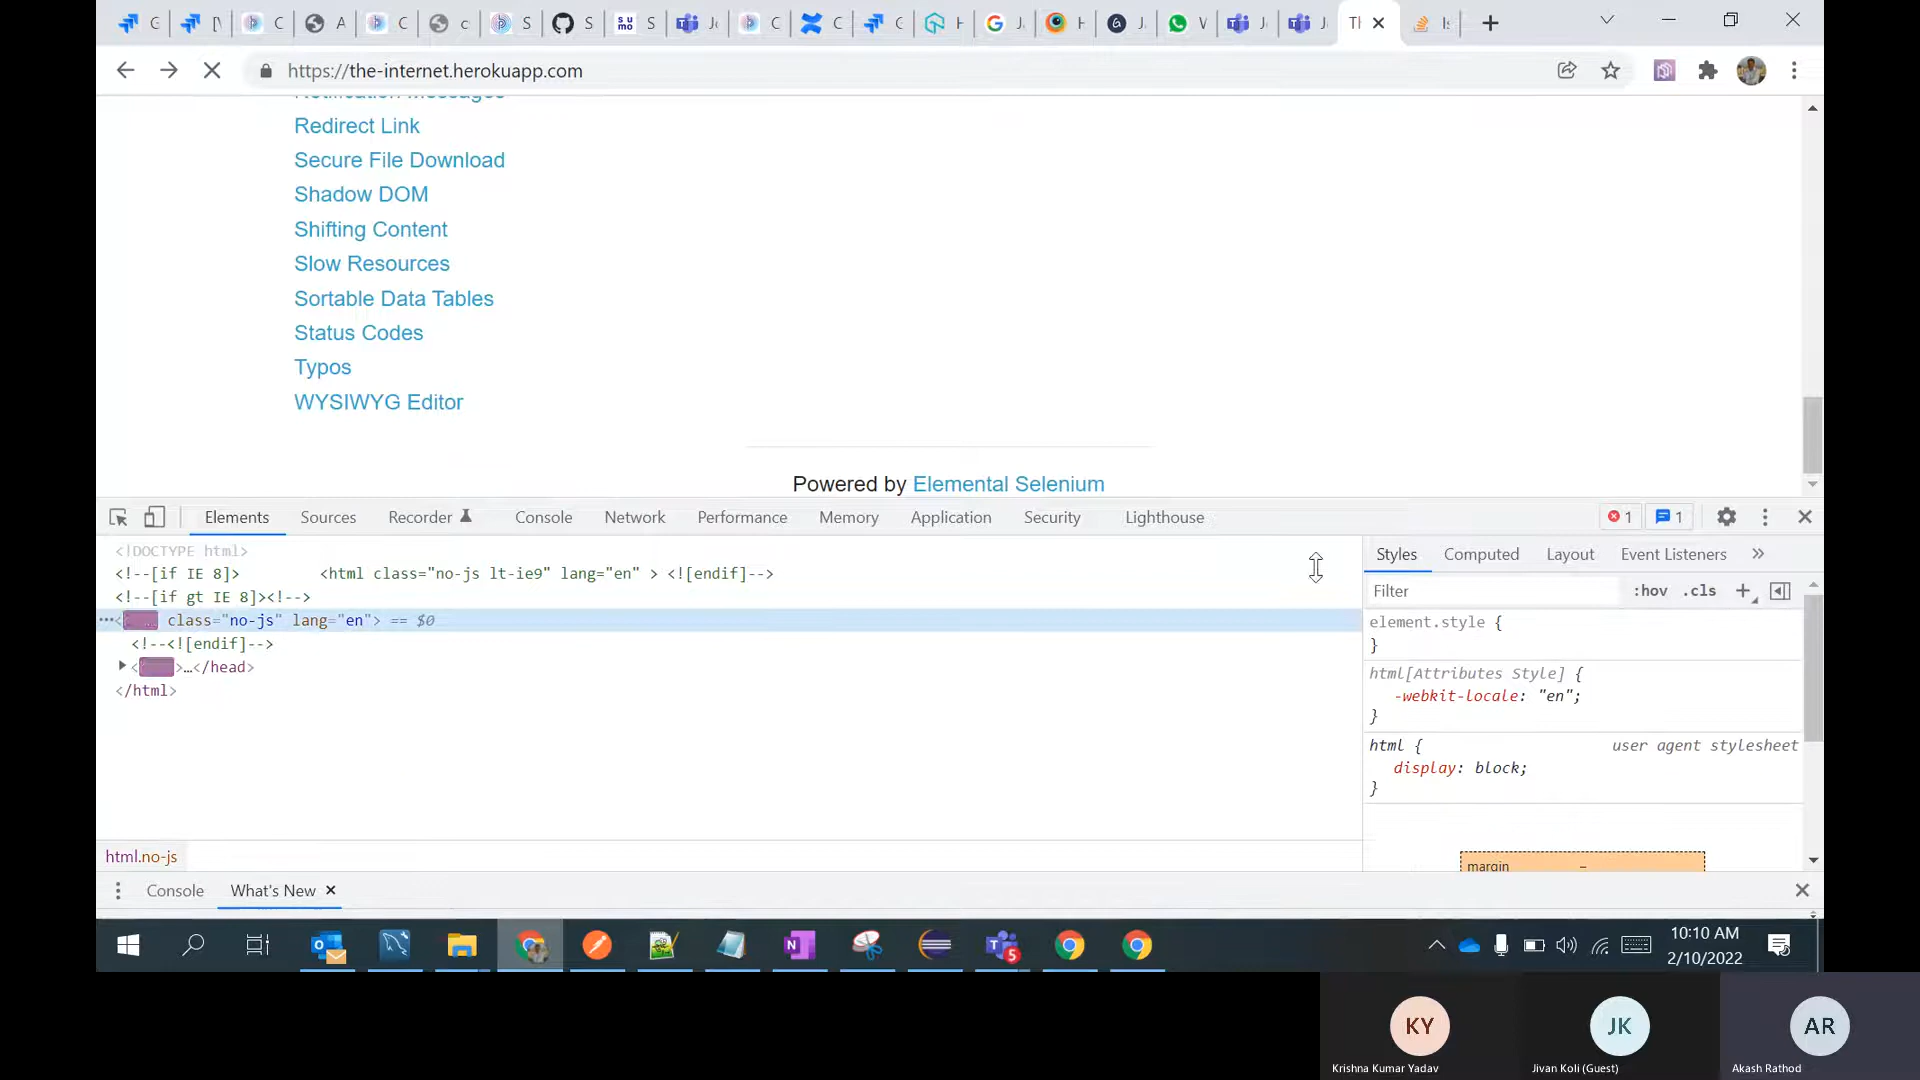 https://the-internet.herokuapp.com
Notification Messages
Redirect Link
Secure File Download
Shadow DOM
Shifting Content
Slow Resources
Sortable Data Tables
Status Codes
Typos
WYSIWYG Editor
Powered by Elemental Selenium
Elements Sources Recorder Console Network Performance Memory Application Security Lighthouse 1 1
<!DOCTYPE html>
<!--[if IE 8]> <html class="no-js lt-ie9" lang="en" > <![endif]-->
<!--[if gt IE 8]><!-->
···< class="no-js" lang="en"> == $0
<!--<![endif]-->
< >…</head>
</html>
html.no-js
Styles Computed Layout Event Listeners »
Filter :hov .cls +
element.style {
}
html[Attributes Style] {
-webkit-locale: "en";
}
html { user agent stylesheet
display: block;
}
margin –
Console What's New
10:10 AM
2/10/2022
KY JK AR
Krishna Kumar Yadav Jivan Koli (Guest) Akash Rathod